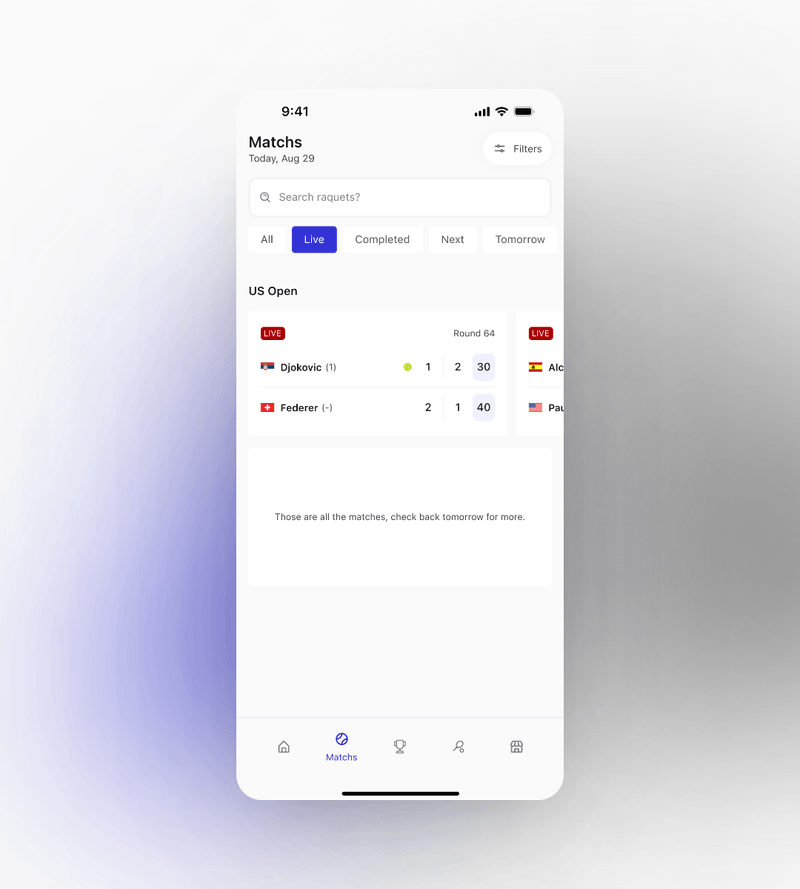 9:41
Matchs
Today, Aug 29
Filters
Search raquets?
All Live Completed Next Tomorrow
US Open
LIVE Round 64
Djokovic (1) 1 2 30
Federer (-) 2 1 40
LIVE
Alc
Pau
Those are all the matches, check back tomorrow for more.
Matchs